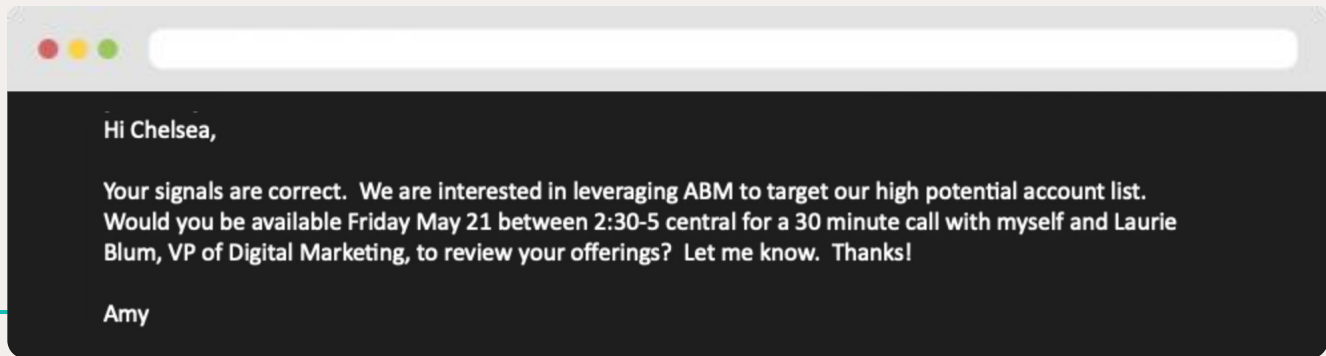 Hi Chelsea,
Your signals are correct.  We are interested in leveraging ABM to target our high potential account list.
Would you be available Friday May 21 between 2:30-5 central for a 30 minute call with myself and Laurie
Blum, VP of Digital Marketing, to review your offerings?  Let me know.  Thanks!
Amy